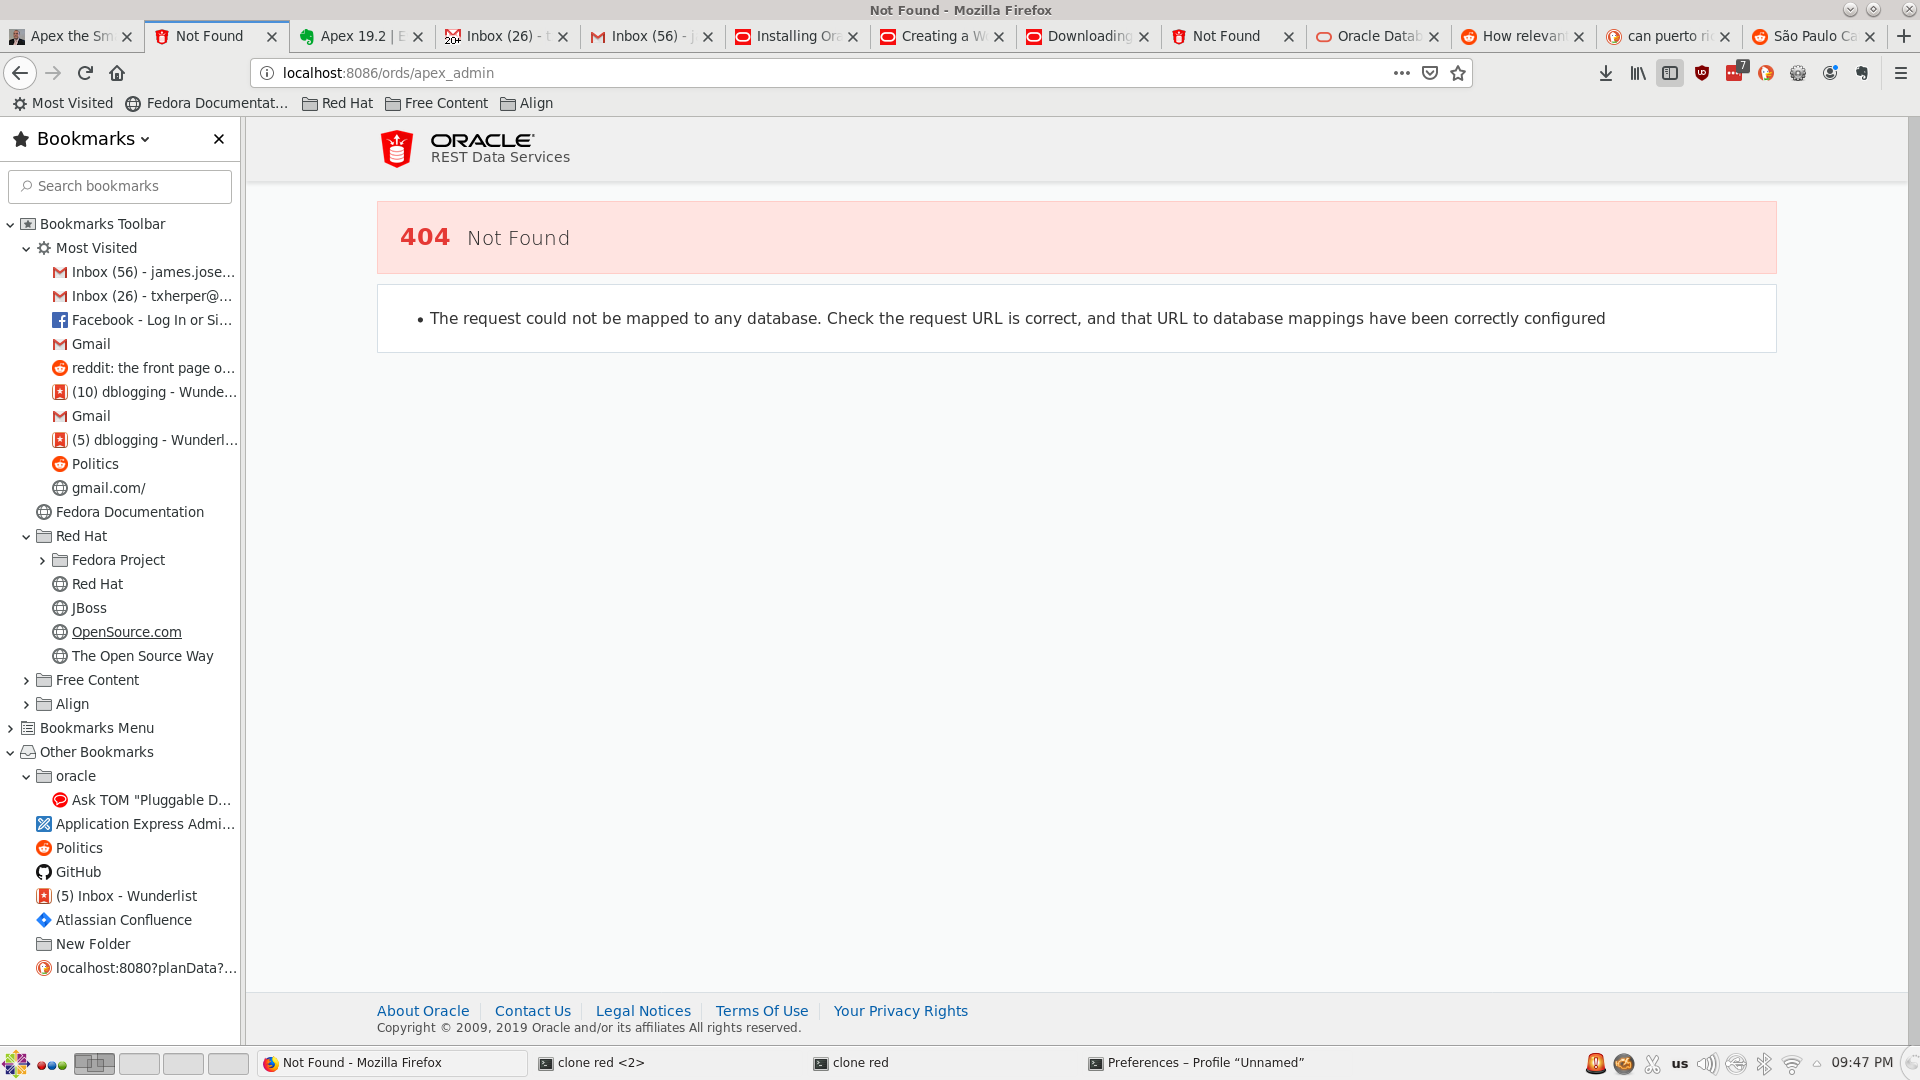 Not Found - Mozilla Firefox
Apex the Sm
Not Found
Apex 19.2 | E
Inbox (26) - t
Inbox (56) - j
Installing Ora
Creating a W
Downloading
Not Found
Oracle Datab
How relevan
can puerto ri
São Paulo Ca
20+
localhost:8086/ords/apex_admin
7
Most Visited
Fedora Documentat...
Red Hat
Free Content
Align
Bookmarks
Search bookmarks
Bookmarks Toolbar
Most Visited
Inbox (56) - james.jose...
Inbox (26) - txherper@...
Facebook - Log In or Si...
Gmail
reddit: the front page o...
(10) dblogging - Wunde...
Gmail
(5) dblogging - Wunderl...
Politics
gmail.com/
Fedora Documentation
Red Hat
Fedora Project
Red Hat
JBoss
OpenSource.com
The Open Source Way
Free Content
Align
Bookmarks Menu
Other Bookmarks
oracle
Ask TOM "Pluggable D...
Application Express Admi...
Politics
GitHub
(5) Inbox - Wunderlist
Atlassian Confluence
New Folder
localhost:8080?planData?...
ORACLE
REST Data Services
404 Not Found
• The request could not be mapped to any database. Check the request URL is correct, and that URL to database mappings have been correctly configured
About Oracle
Contact Us
Legal Notices
Terms Of Use
Your Privacy Rights
Copyright © 2009, 2019 Oracle and/or its affiliates All rights reserved.
Not Found - Mozilla Firefox
clone red <2>
clone red
Preferences – Profile “Unnamed”
us
09:47 PM